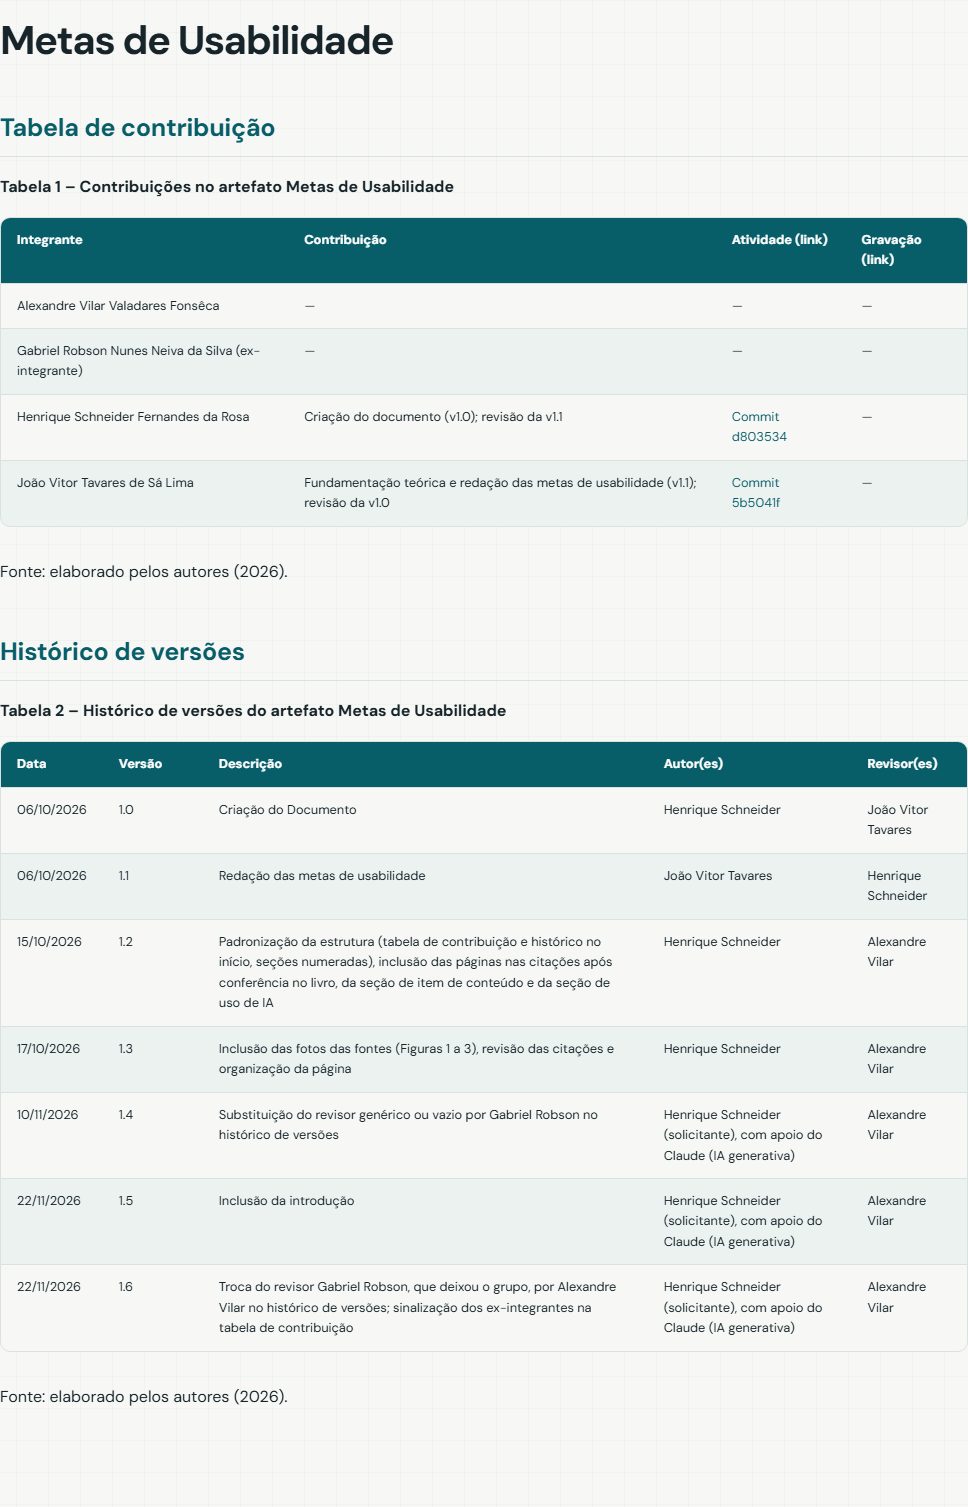 Metas de Usabilidade
Tabela de contribuição
Tabela 1 – Contribuições no artefato Metas de Usabilidade
Integrante Contribuição Atividade (link) Gravação
(link)
Alexandre Vilar Valadares Fonsêca — — —
Gabriel Robson Nunes Neiva da Silva (ex- — — —
integrante)
Henrique Schneider Fernandes da Rosa Criação do documento (v1.0); revisão da v1.1 Commit —
d803534
João Vitor Tavares de Sá Lima Fundamentação teórica e redação das metas de usabilidade (v1.1); Commit —
revisão da v1.0 5b5041f
Fonte: elaborado pelos autores (2026).
Histórico de versões
Tabela 2 – Histórico de versões do artefato Metas de Usabilidade
Data Versão Descrição Autor(es) Revisor(es)
06/10/2026 1.0 Criação do Documento Henrique Schneider João Vitor
Tavares
06/10/2026 1.1 Redação das metas de usabilidade João Vitor Tavares Henrique
Schneider
15/10/2026 1.2 Padronização da estrutura (tabela de contribuição e histórico no Henrique Schneider Alexandre
início, seções numeradas), inclusão das páginas nas citações após Vilar
conferência no livro, da seção de item de conteúdo e da seção de
uso de IA
17/10/2026 1.3 Inclusão das fotos das fontes (Figuras 1 a 3), revisão das citações e Henrique Schneider Alexandre
organização da página Vilar
10/11/2026 1.4 Substituição do revisor genérico ou vazio por Gabriel Robson no Henrique Schneider Alexandre
histórico de versões (solicitante), com apoio do Vilar
Claude (IA generativa)
22/11/2026 1.5 Inclusão da introdução Henrique Schneider Alexandre
(solicitante), com apoio do Vilar
Claude (IA generativa)
22/11/2026 1.6 Troca do revisor Gabriel Robson, que deixou o grupo, por Alexandre Henrique Schneider Alexandre
Vilar no histórico de versões; sinalização dos ex-integrantes na (solicitante), com apoio do Vilar
tabela de contribuição Claude (IA generativa)
Fonte: elaborado pelos autores (2026).